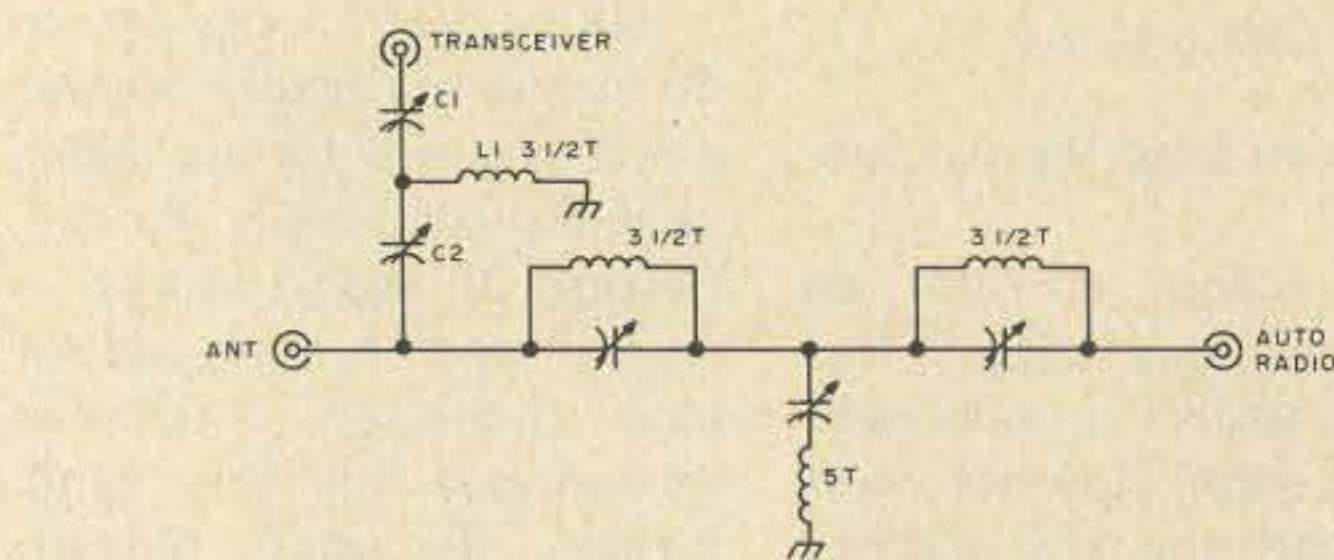 TRANSCEIVER
C1
L1 3 1/2T
C2
3 1/2T
3 1/2T
ANT
AUTO
RADIO
5T